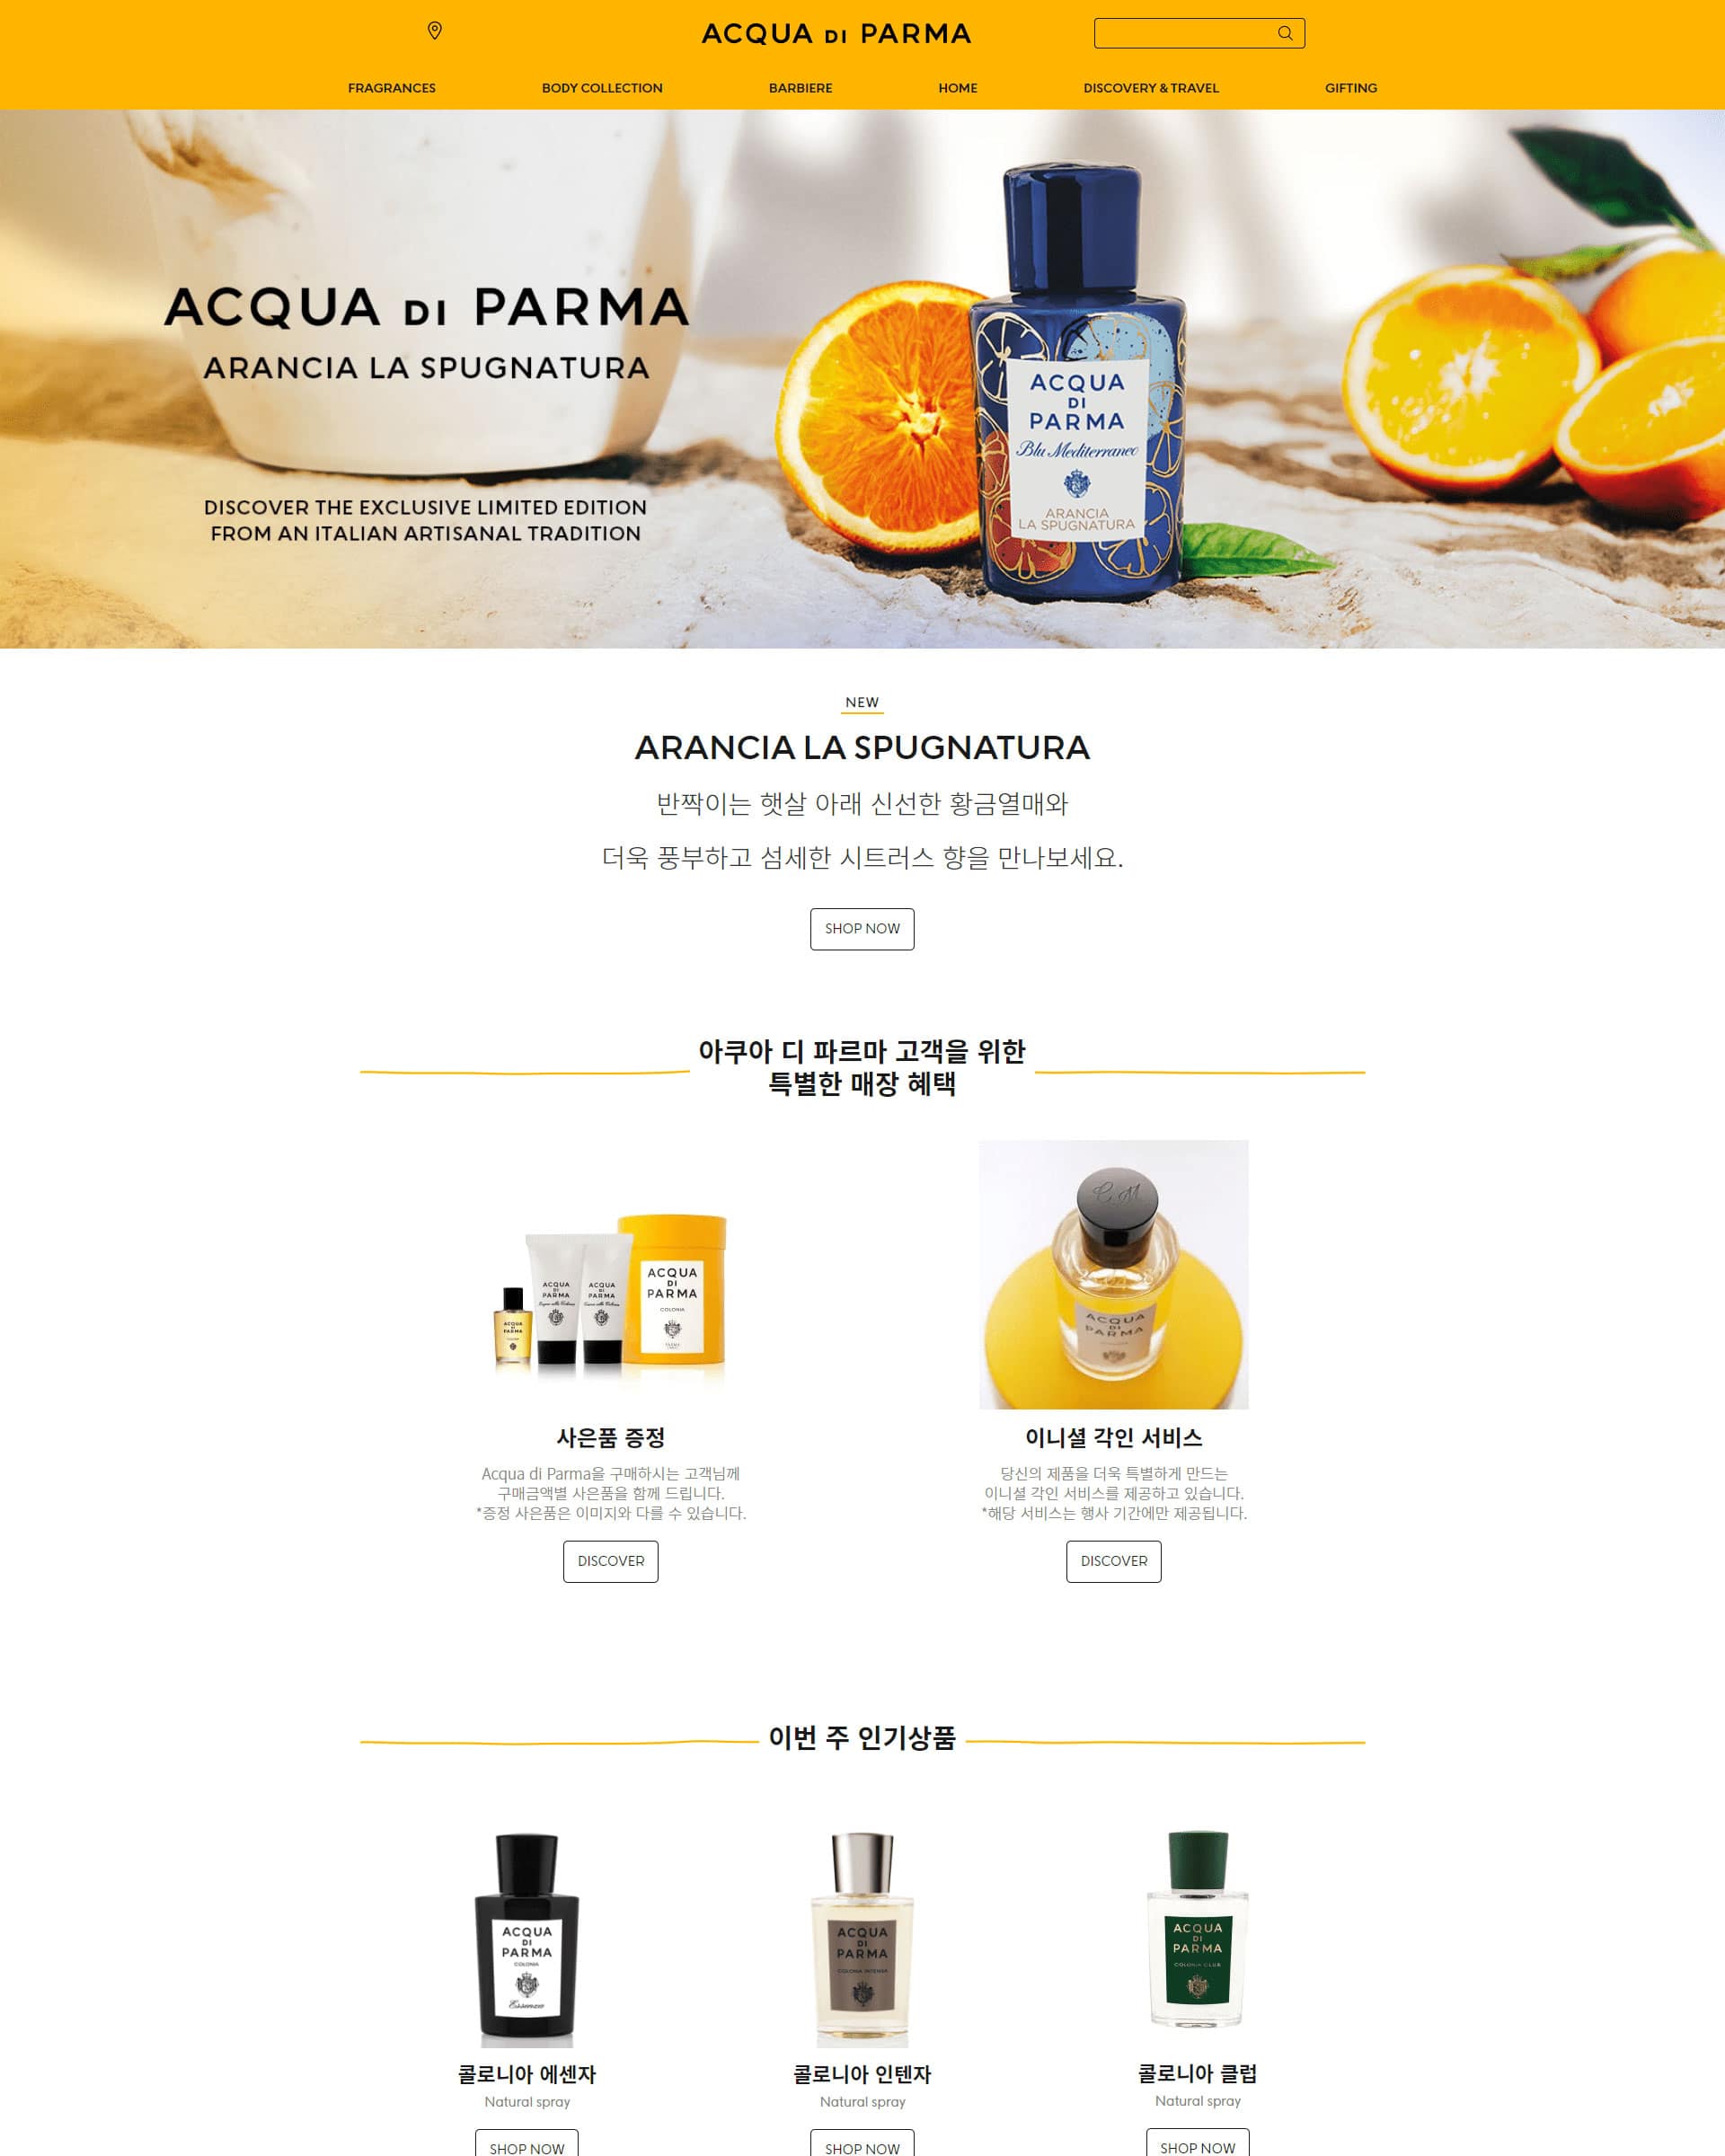 ACQUA DI PARMA
FRAGRANCES
BODY COLLECTION
BARBIERE
HOME
DISCOVERY & TRAVEL
GIFTING
ACQUA DI PARMA
ARANCIA LA SPUGNATURA
DISCOVER THE EXCLUSIVE LIMITED EDITION
FROM AN ITALIAN ARTISANAL TRADITION
ACQUA
DI
PARMA
Blu Mediterraneo
ARANCIA
LA SPUGNATURA
NEW
ARANCIA LA SPUGNATURA
반짝이는 햇살 아래 신선한 황금열매와
더욱 풍부하고 섬세한 시트러스 향을 만나보세요.
SHOP NOW
아쿠아 디 파르마 고객을 위한
특별한 매장 혜택
ACQUA
DI
PARMA
ACQUA
DI
PARMA
ACQUA
DI
PARMA
ACQUA
DI
PARMA
COLONIA
C.M
ACQUA
DI
PARMA
사은품 증정
Acqua di Parma을 구매하시는 고객님께
구매금액별 사은품을 함께 드립니다.
*증정 사은품은 이미지와 다를 수 있습니다.
DISCOVER
이니셜 각인 서비스
당신의 제품을 더욱 특별하게 만드는
이니셜 각인 서비스를 제공하고 있습니다.
*해당 서비스는 행사 기간에만 제공됩니다.
DISCOVER
이번 주 인기상품
ACQUA
DI
PARMA
COLONIA
Essenza
콜로니아 에센자
Natural spray
SHOP NOW
ACQUA
DI
PARMA
COLONIA INTENSA
콜로니아 인텐자
Natural spray
SHOP NOW
ACQUA
DI
PARMA
COLONIA CLUB
콜로니아 클럽
Natural spray
SHOP NOW